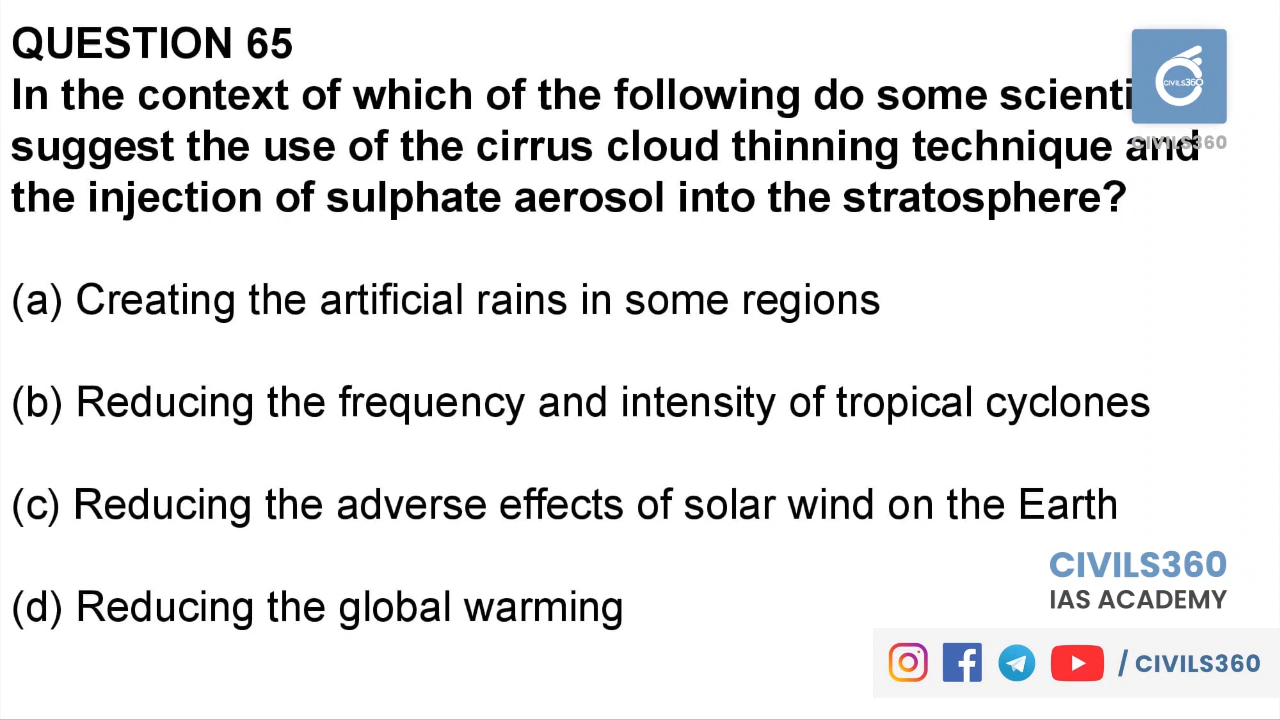 QUESTION 65
In the context of which of the following do some scienti
suggest the use of the cirrus cloud thinning technique and
the injection of sulphate aerosol into the stratosphere?
(a) Creating the artificial rains in some regions
(b) Reducing the frequency and intensity of tropical cyclones
(c) Reducing the adverse effects of solar wind on the Earth
(d) Reducing the global warming
CIVILS360
CIVILS360
CIVILS360
IAS ACADEMY
/ CIVILS360